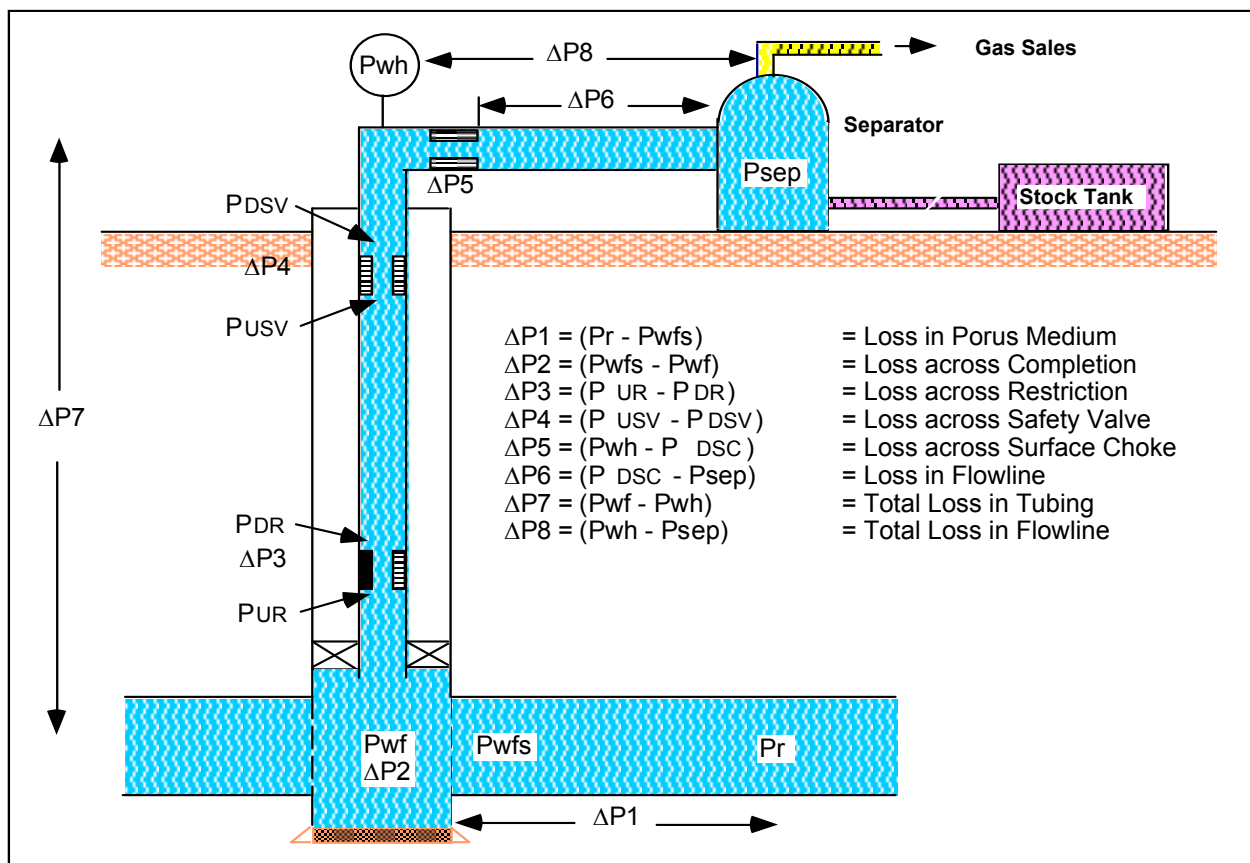 ΔP8
Gas Sales
Pwh
ΔP6
Separator
Psep
ΔP5
Stock Tank
PDSV
ΔP4
PUSV
ΔP1 = (Pr - Pwfs) = Loss in Porus Medium
ΔP2 = (Pwfs - Pwf) = Loss across Completion
ΔP3 = (P UR - P DR) = Loss across Restriction
ΔP4 = (P USV - P DSV) = Loss across Safety Valve
ΔP5 = (Pwh - P DSC) = Loss across Surface Choke
ΔP6 = (P DSC - Psep) = Loss in Flowline
ΔP7 = (Pwf - Pwh) = Total Loss in Tubing
ΔP8 = (Pwh - Psep) = Total Loss in Flowline
ΔP7
PDR
ΔP3
PUR
Pwf
Pwfs
Pr
ΔP2
ΔP1